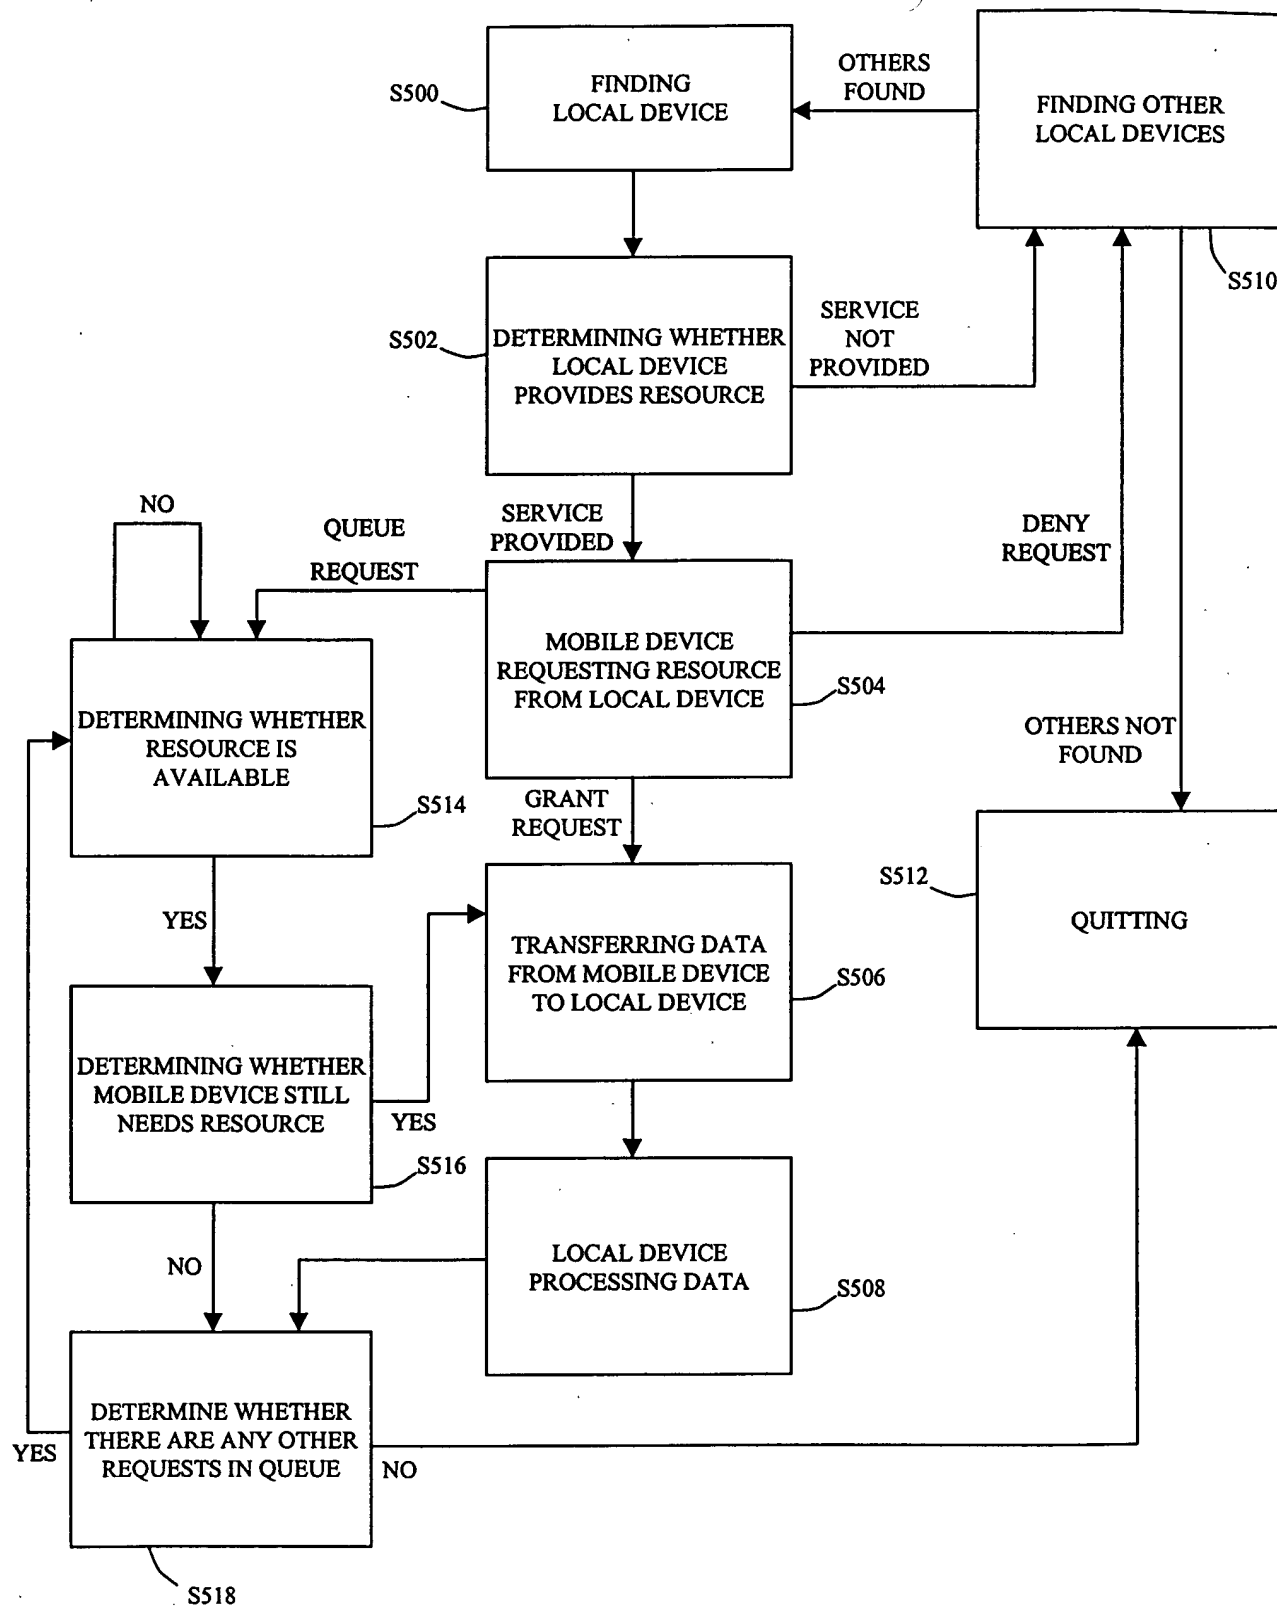 S500
FINDING
LOCAL DEVICE
OTHERS
FOUND
FINDING OTHER
LOCAL DEVICES
S510
S502
DETERMINING WHETHER
LOCAL DEVICE
PROVIDES RESOURCE
SERVICE
NOT
PROVIDED
NO
QUEUE
REQUEST
SERVICE
PROVIDED
DENY
REQUEST
MOBILE DEVICE
REQUESTING RESOURCE
FROM LOCAL DEVICE
S504
DETERMINING WHETHER
RESOURCE IS
AVAILABLE
S514
GRANT
REQUEST
OTHERS NOT
FOUND
S512
QUITTING
YES
TRANSFERRING DATA
FROM MOBILE DEVICE
TO LOCAL DEVICE
S506
DETERMINING WHETHER
MOBILE DEVICE STILL
NEEDS RESOURCE
YES
S516
NO
LOCAL DEVICE
PROCESSING DATA
S508
DETERMINE WHETHER
THERE ARE ANY OTHER
REQUESTS IN QUEUE
YES
NO
S518